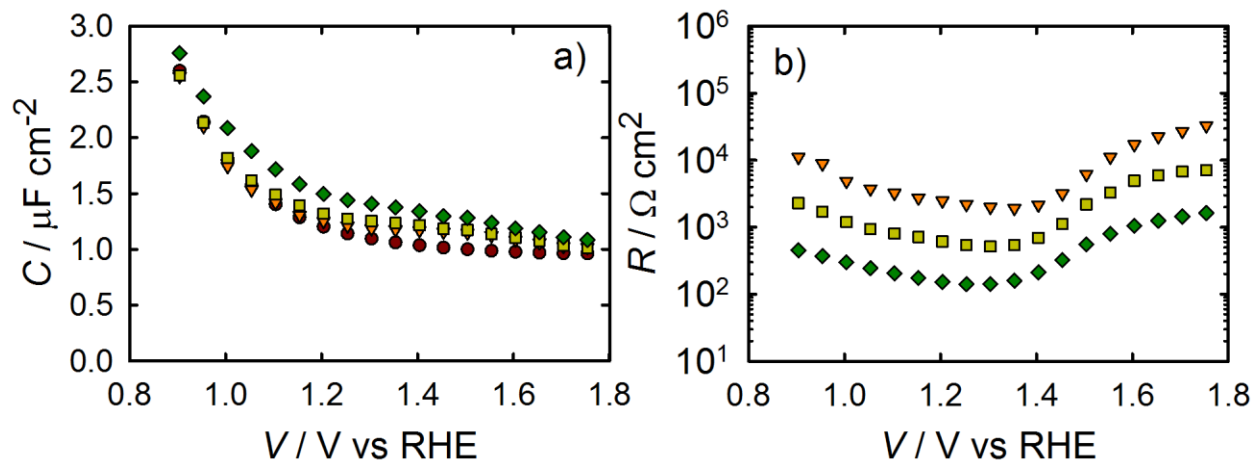 a)
C / μF cm⁻²
3.0
2.5
2.0
1.5
1.0
0.5
0.0
0.8 1.0 1.2 1.4 1.6 1.8
V / V vs RHE
b)
R / Ω cm²
10⁶
10⁵
10⁴
10³
10²
10¹
0.8 1.0 1.2 1.4 1.6 1.8
V / V vs RHE